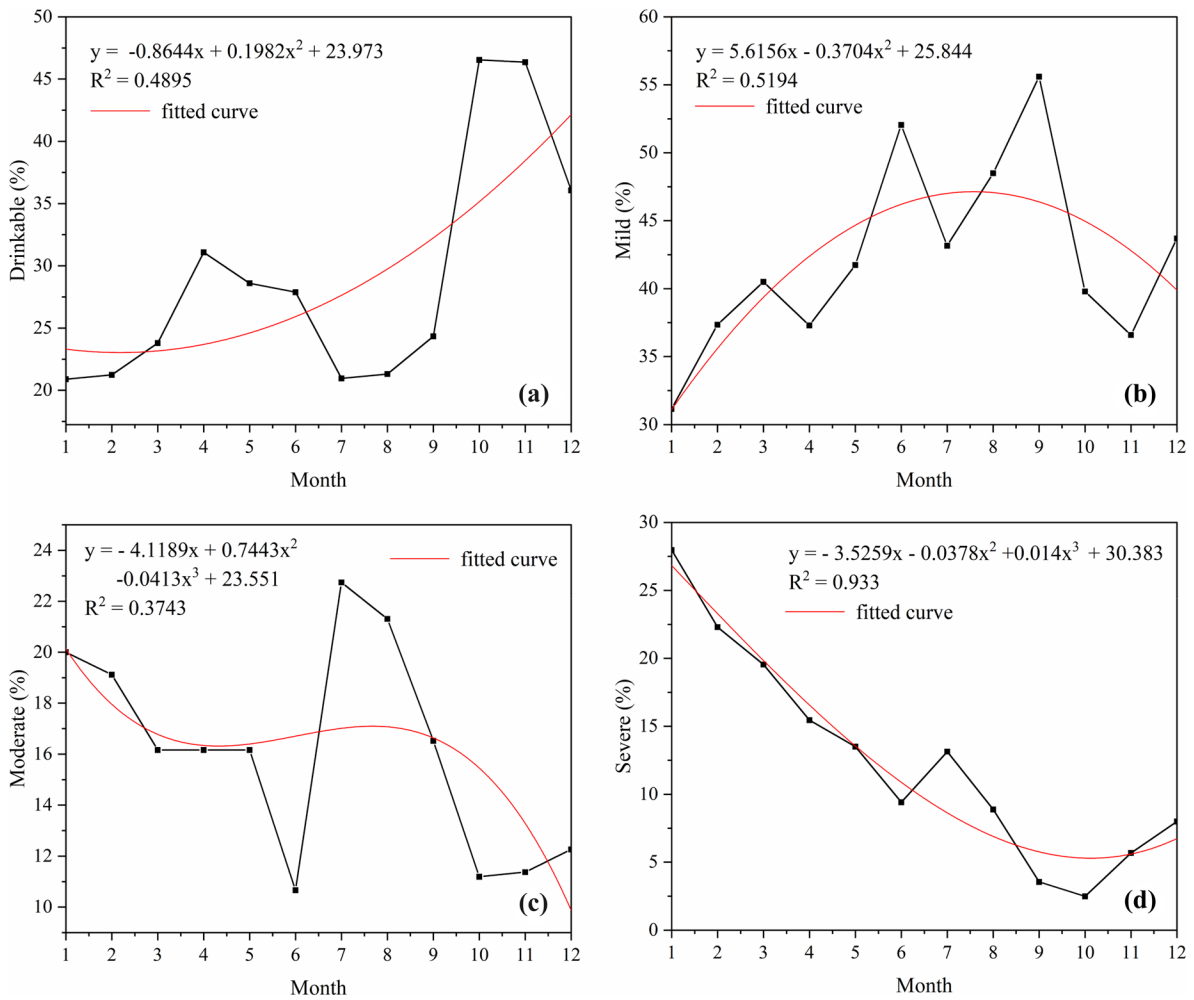 50
45
40
35
30
25
20
Drinkable (%)
y = -0.8644x + 0.1982x² + 23.973
R² = 0.4895
fitted curve
(a)
1 2 3 4 5 6 7 8 9 10 11 12
Month
60
55
50
45
40
35
30
Mild (%)
y = 5.6156x - 0.3704x² + 25.844
R² = 0.5194
fitted curve
(b)
1 2 3 4 5 6 7 8 9 10 11 12
Month
24
22
20
18
16
14
12
10
Moderate (%)
y = - 4.1189x + 0.7443x²
-0.0413x³ + 23.551
R² = 0.3743
fitted curve
(c)
1 2 3 4 5 6 7 8 9 10 11 12
Month
30
25
20
15
10
5
0
Severe (%)
y = - 3.5259x - 0.0378x² +0.014x³ + 30.383
R² = 0.933
fitted curve
(d)
1 2 3 4 5 6 7 8 9 10 11 12
Month